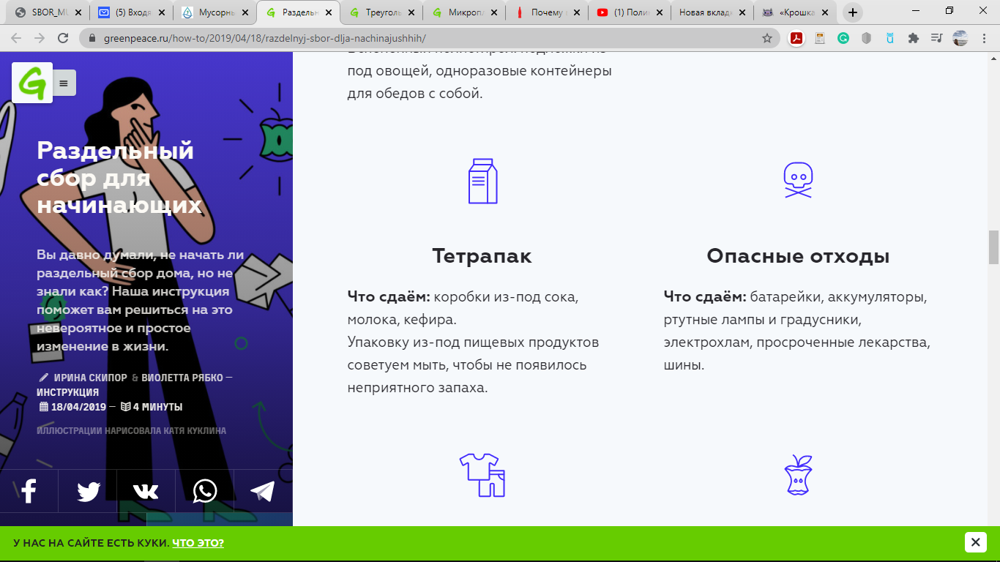 SBOR_MU
(5) Входя
Мусорны
Раздельн
Треуголь
Микропл
Почему
(1) Поли
Новая вклад
«Крошка
greenpeace.ru/how-to/2019/04/18/razdelnyj-sbor-dlja-nachinajushhih/
Раздельный
сбор для
начинающих
Вы давно думали, не начать ли
раздельный сбор дома, но не
знали как? Наша инструкция
поможет вам решиться на это
невероятное и простое
изменение в жизни.
ИРИНА СКИПОР & ВИОЛЕТТА РЯБКО —
ИНСТРУКЦИЯ
18/04/2019 — 4 МИНУТЫ
ИЛЛЮСТРАЦИИ НАРИСОВАЛА КАТЯ КУКЛИНА
под овощей, одноразовые контейнеры
для обедов с собой.
Тетрапак
Что сдаём: коробки из-под сока,
молока, кефира.
Упаковку из-под пищевых продуктов
советуем мыть, чтобы не появилось
неприятного запаха.
Опасные отходы
Что сдаём: батарейки, аккумуляторы,
ртутные лампы и градусники,
электрохлам, просроченные лекарства,
шины.
У НАС НА САЙТЕ ЕСТЬ КУКИ. ЧТО ЭТО?